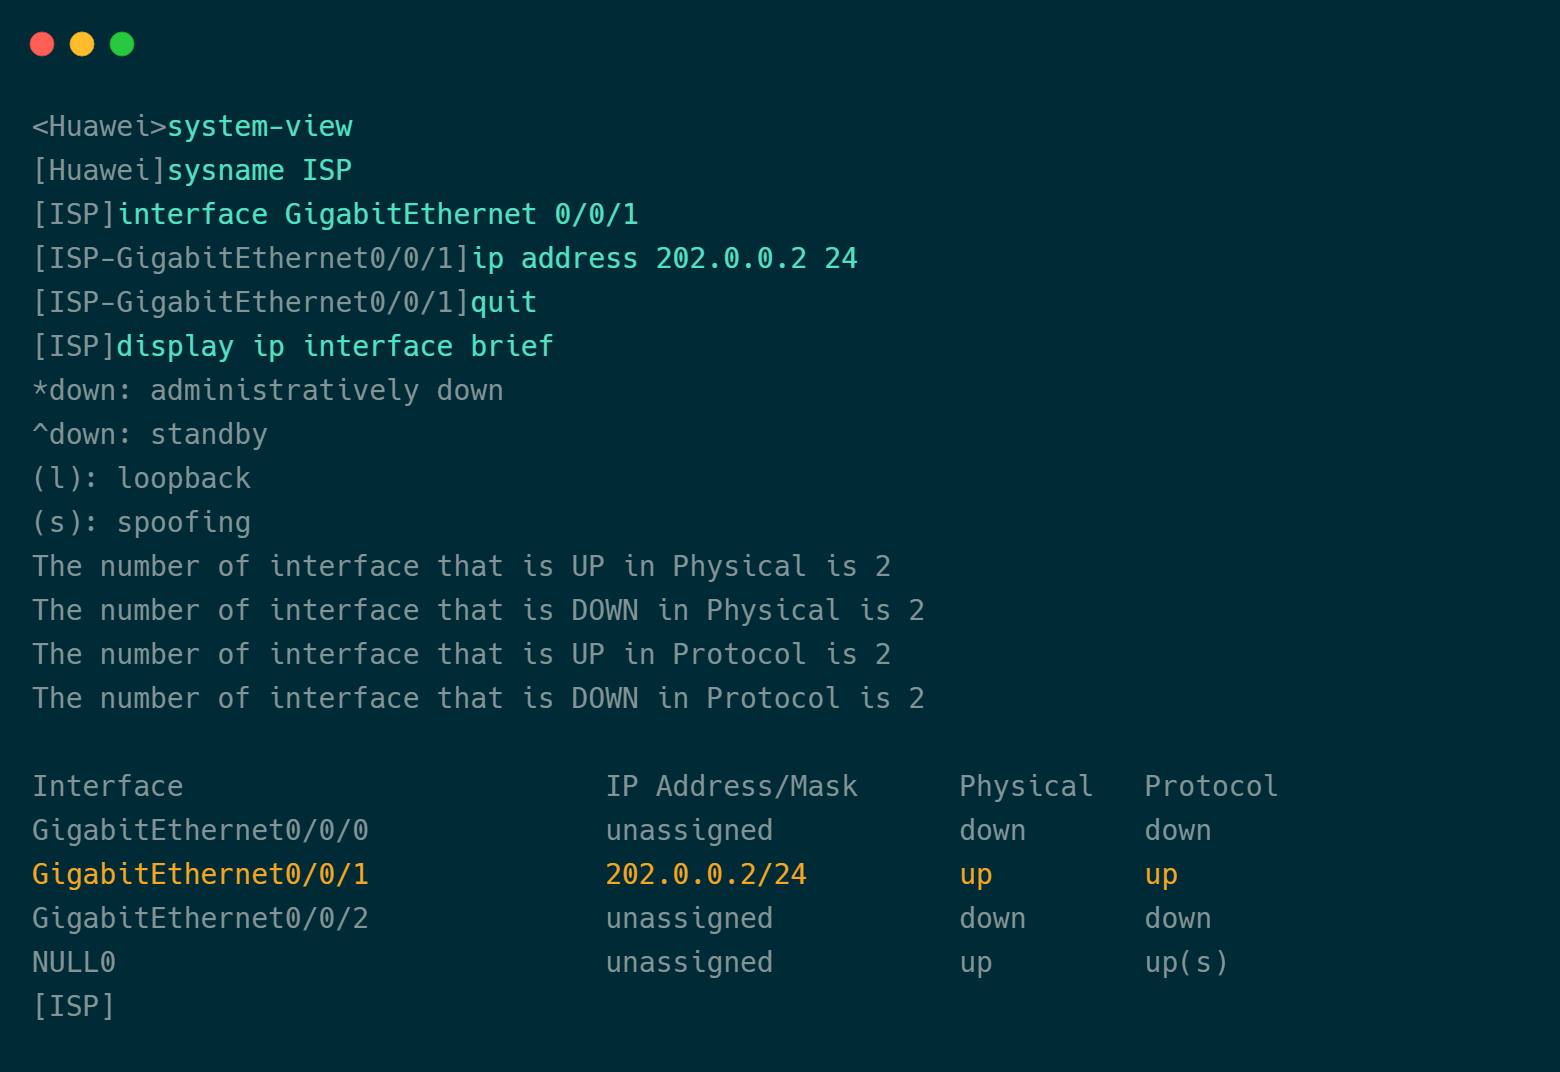 <Huawei>system-view
[Huawei]sysname ISP
[ISP]interface GigabitEthernet 0/0/1
[ISP-GigabitEthernet0/0/1]ip address 202.0.0.2 24
[ISP-GigabitEthernet0/0/1]quit
[ISP]display ip interface brief
*down: administratively down
^down: standby
(l): loopback
(s): spoofing
The number of interface that is UP in Physical is 2
The number of interface that is DOWN in Physical is 2
The number of interface that is UP in Protocol is 2
The number of interface that is DOWN in Protocol is 2

Interface                         IP Address/Mask      Physical   Protocol
GigabitEthernet0/0/0              unassigned           down       down
GigabitEthernet0/0/1              202.0.0.2/24         up         up
GigabitEthernet0/0/2              unassigned           down       down
NULL0                             unassigned           up         up(s)
[ISP]